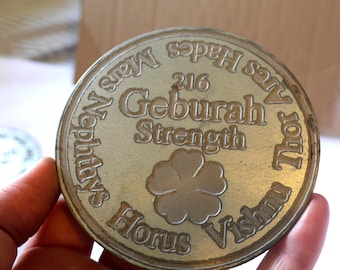 216
Geburah
Strength
Mars Nephthys Horus Vishnu Thor Ares Hades